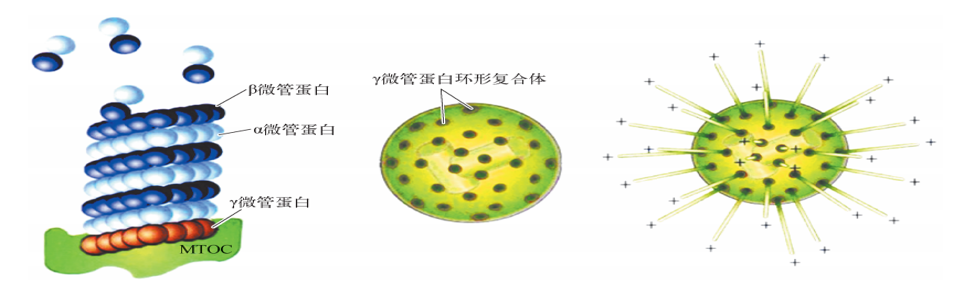 β微管蛋白
α微管蛋白
γ微管蛋白
MTOC
γ微管蛋白环形复合体
+ + + + + + + + + + + + + + + + + + +